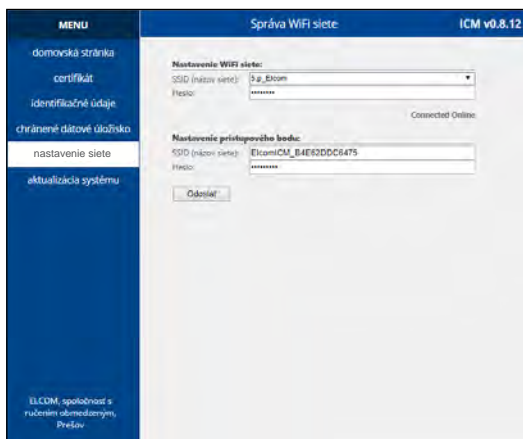 MENU
Správa WiFi siete
ICM v0.8.12
domovská stránka
certifikát
identifikačné údaje
chránené dátové úložisko
nastavenie siete
aktualizácia systému
Nastavenie WiFi siete:
SSID (názov siete):
5.p_Elcom
Heslo:
••••••••
Connected Online
Nastavenie prístupového bodu:
SSID (názov siete):
ElcomICM_B4E62DDC6475
Heslo:
•••••••••
Odoslať
ELCOM, spoločnosť s
ručením obmedzeným,
Prešov